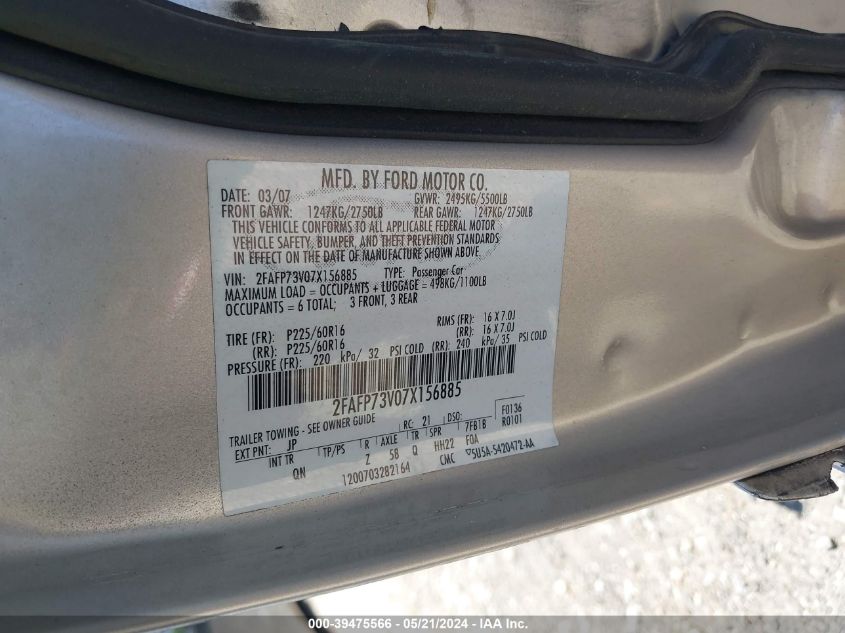 MFD. BY FORD MOTOR CO.
DATE: 03/07 GVWR: 2495KG/5500LB
FRONT GAWR: 1247KG/2750LB REAR GAWR: 1247KG/2750LB
THIS VEHICLE CONFORMS TO ALL APPLICABLE FEDERAL MOTOR
VEHICLE SAFETY, BUMPER, AND THEFT PREVENTION STANDARDS
IN EFFECT ON THE DATE OF MANUFACTURE SHOWN ABOVE.
VIN: 2FAFP73V07X156885 TYPE: Passenger Car
MAXIMUM LOAD = OCCUPANTS + LUGGAGE = 498KG/1100LB
OCCUPANTS = 6 TOTAL; 3 FRONT, 3 REAR
TIRE (FR): P225/60R16 RIMS (FR): 16 X 7.0J
(RR): P225/60R16 (RR): 16 X 7.0J
PRESSURE (FR): 220 kPa/ 32 PSI COLD (RR): 240 kPa/ 35 PSI COLD
2FAFP73V07X156885
TRAILER TOWING - SEE OWNER GUIDE RC: 21 DSO: F0136
EXT PNT: JP 7FB1B R0101
INT TR TP/PS R AXLE TR SPR FOA
QN Z 5B Q HH22
1200703282164 CMC ▽5U5A-5420472-AA
000-39475566 - 05/21/2024 - IAAI.COM